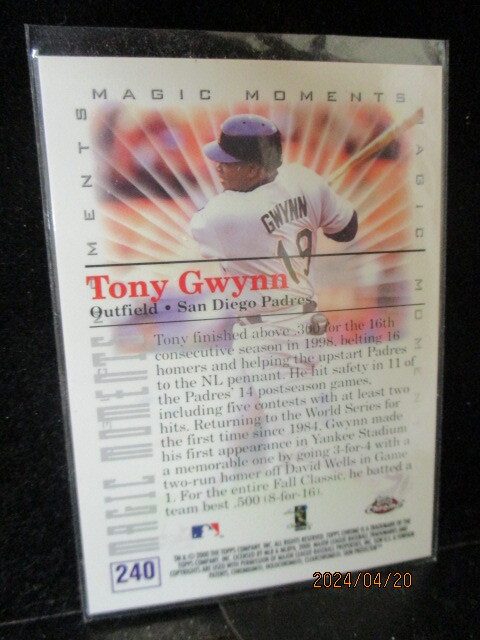 MAGIC MOMENTS
MAGIC MOMEN
MENTS
GWYNN
19
Tony Gwynn
Outfield • San Diego Padres
MAGIC MOMENTS
Tony finished above .300 for the 16th
consecutive season in 1998, belting 16
homers and helping the upstart Padres
to the NL pennant. He hit safely in 11 of
the Padres' 14 postseason games,
including five contests with at least two
hits. Returning to the World Series for
the first time since 1984, Gwynn made
his first appearance in Yankee Stadium
a memorable one by going 3-for-4 with a
two-run homer off David Wells in Game
1. For the entire Fall Classic, he batted a
team best .500 (8-for-16).
240
2024/04/20